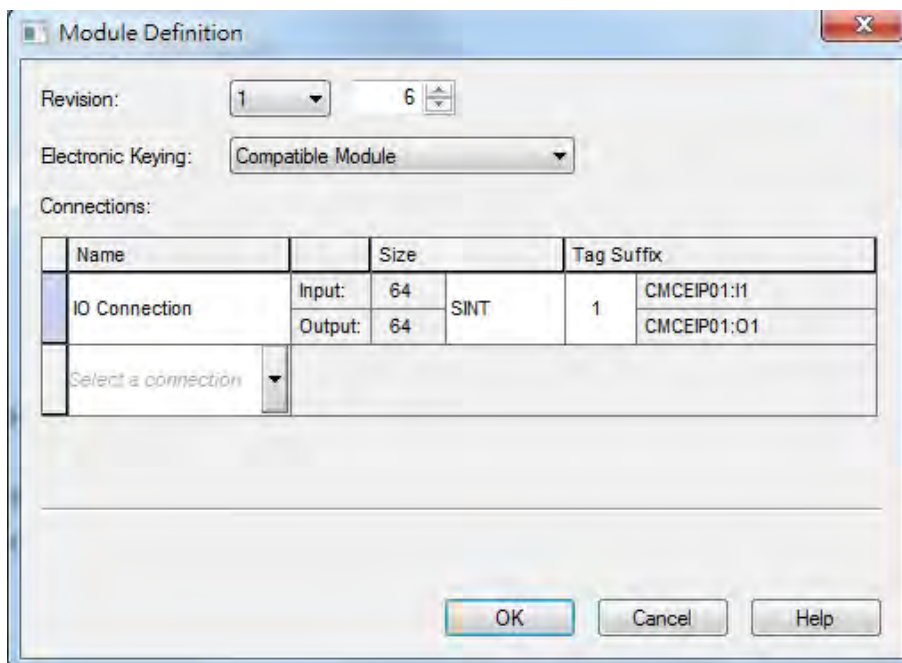 Module Definition
Revision: 1 6
Electronic Keying: Compatible Module
Connections:
Name Size Tag Suffix
IO Connection Input: 64 SINT 1 CMCEIP01:I1
Output: 64 CMCEIP01:O1
Select a connection
OK Cancel Help